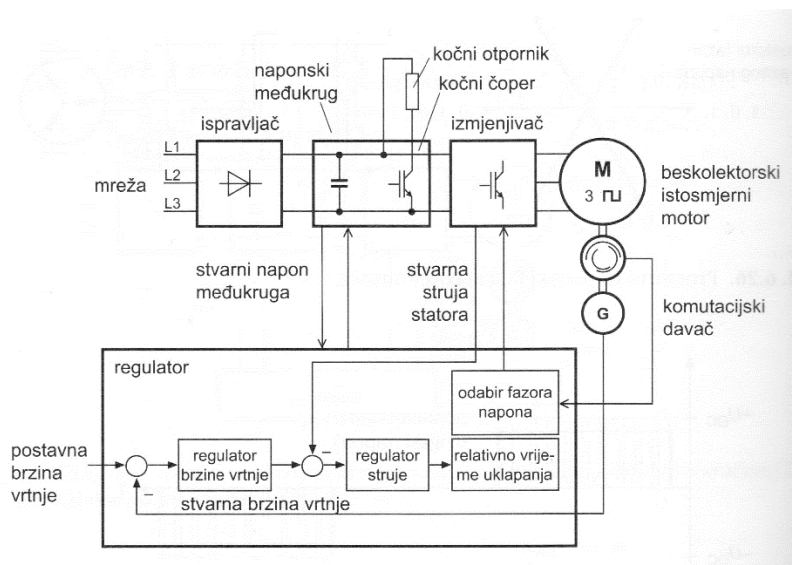 kočni otpornik
naponski
međukrug
kočni čoper
ispravljač
izmjenjivač
L1
L2
L3
mreža
M
3
beskolektorski
istosmjerni
motor
stvarni napon
međukruga
stvarna
struja
statora
G
komutacijski
davač
regulator
odabir fazora
napona
postavna
brzina
vrtnje
regulator
brzine vrtnje
regulator
struje
relativno vrije-
me uklapanja
stvarna brzina vrtnje